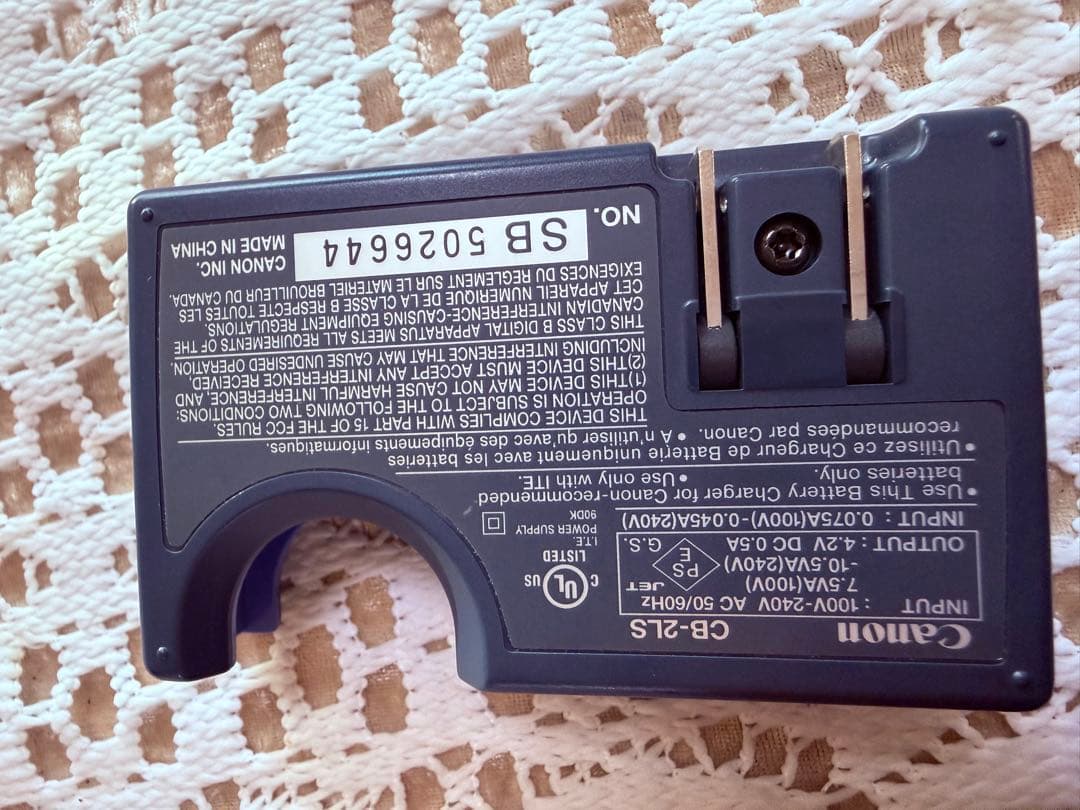 Canon CB-2LS
INPUT : 100V-240V AC 50/60Hz
7.5VA(100V)
-10.5VA(240V)
OUTPUT : 4.2V DC 0.5A
JET
PS
E
G.S.
INPUT : 0.075A(100V)-0.045A(240V)
C UL US
LISTED
I.T.E.
POWER SUPPLY
90DK
• Use This Battery Charger for Canon-recommended
batteries only. • Use only with ITE.
• Utilisez ce Chargeur de Batterie uniquement avec les batteries
recommandées par Canon. • A n'utiliser qu'avec des équipements informatiques.
THIS DEVICE COMPLIES WITH PART 15 OF THE FCC RULES.
OPERATION IS SUBJECT TO THE FOLLOWING TWO CONDITIONS:
(1)THIS DEVICE MAY NOT CAUSE HARMFUL INTERFERENCE, AND,
(2)THIS DEVICE MUST ACCEPT ANY INTERFERENCE RECEIVED,
INCLUDING INTERFERENCE THAT MAY CAUSE UNDESIRED OPERATION.
THIS CLASS B DIGITAL APPARATUS MEETS ALL REQUIREMENTS OF THE
CANADIAN INTERFERENCE-CAUSING EQUIPMENT REGULATIONS.
CET APPAREIL NUMERIQUE DE LA CLASSE B RESPECTE TOUTES LES
EXIGENCES DU REGLEMENT SUR LE MATERIEL BROUILLEUR DU CANADA.
NO. SB 5026644
CANON INC.
MADE IN CHINA